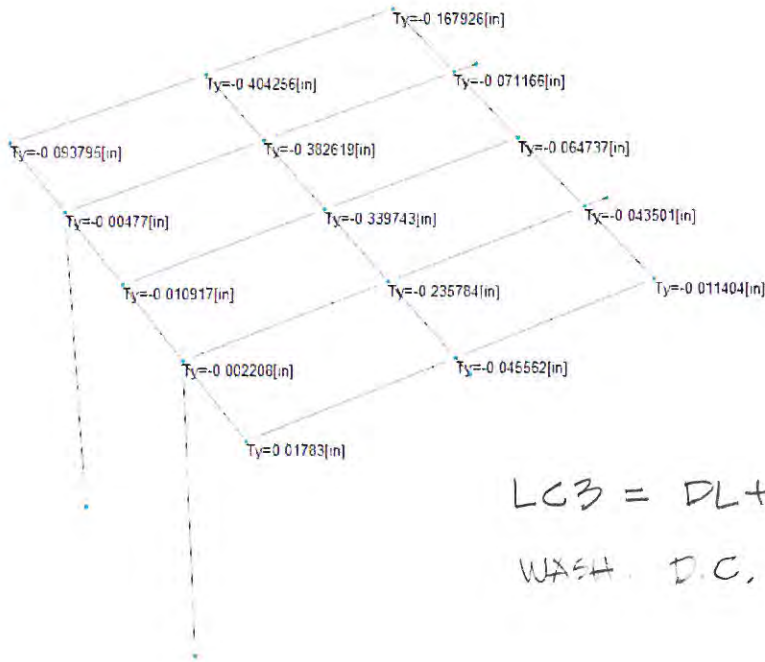 Ty=-0 167926[in]
Ty=-0 404256[in]
Ty=-0 071166[in]
Ty=-0 093795[in]
Ty=-0 382619[in]
Ty=-0 064737[in]
Ty=-0 00477[in]
Ty=-0 339743[in]
Ty=-0 043501[in]
Ty=-0 010917[in]
Ty=-0 235784[in]
Ty=-0 011404[in]
Ty=-0 002206[in]
Ty=-0 045562[in]
Ty=0 01783[in]
LC3 = DL+
WASH. D.C.